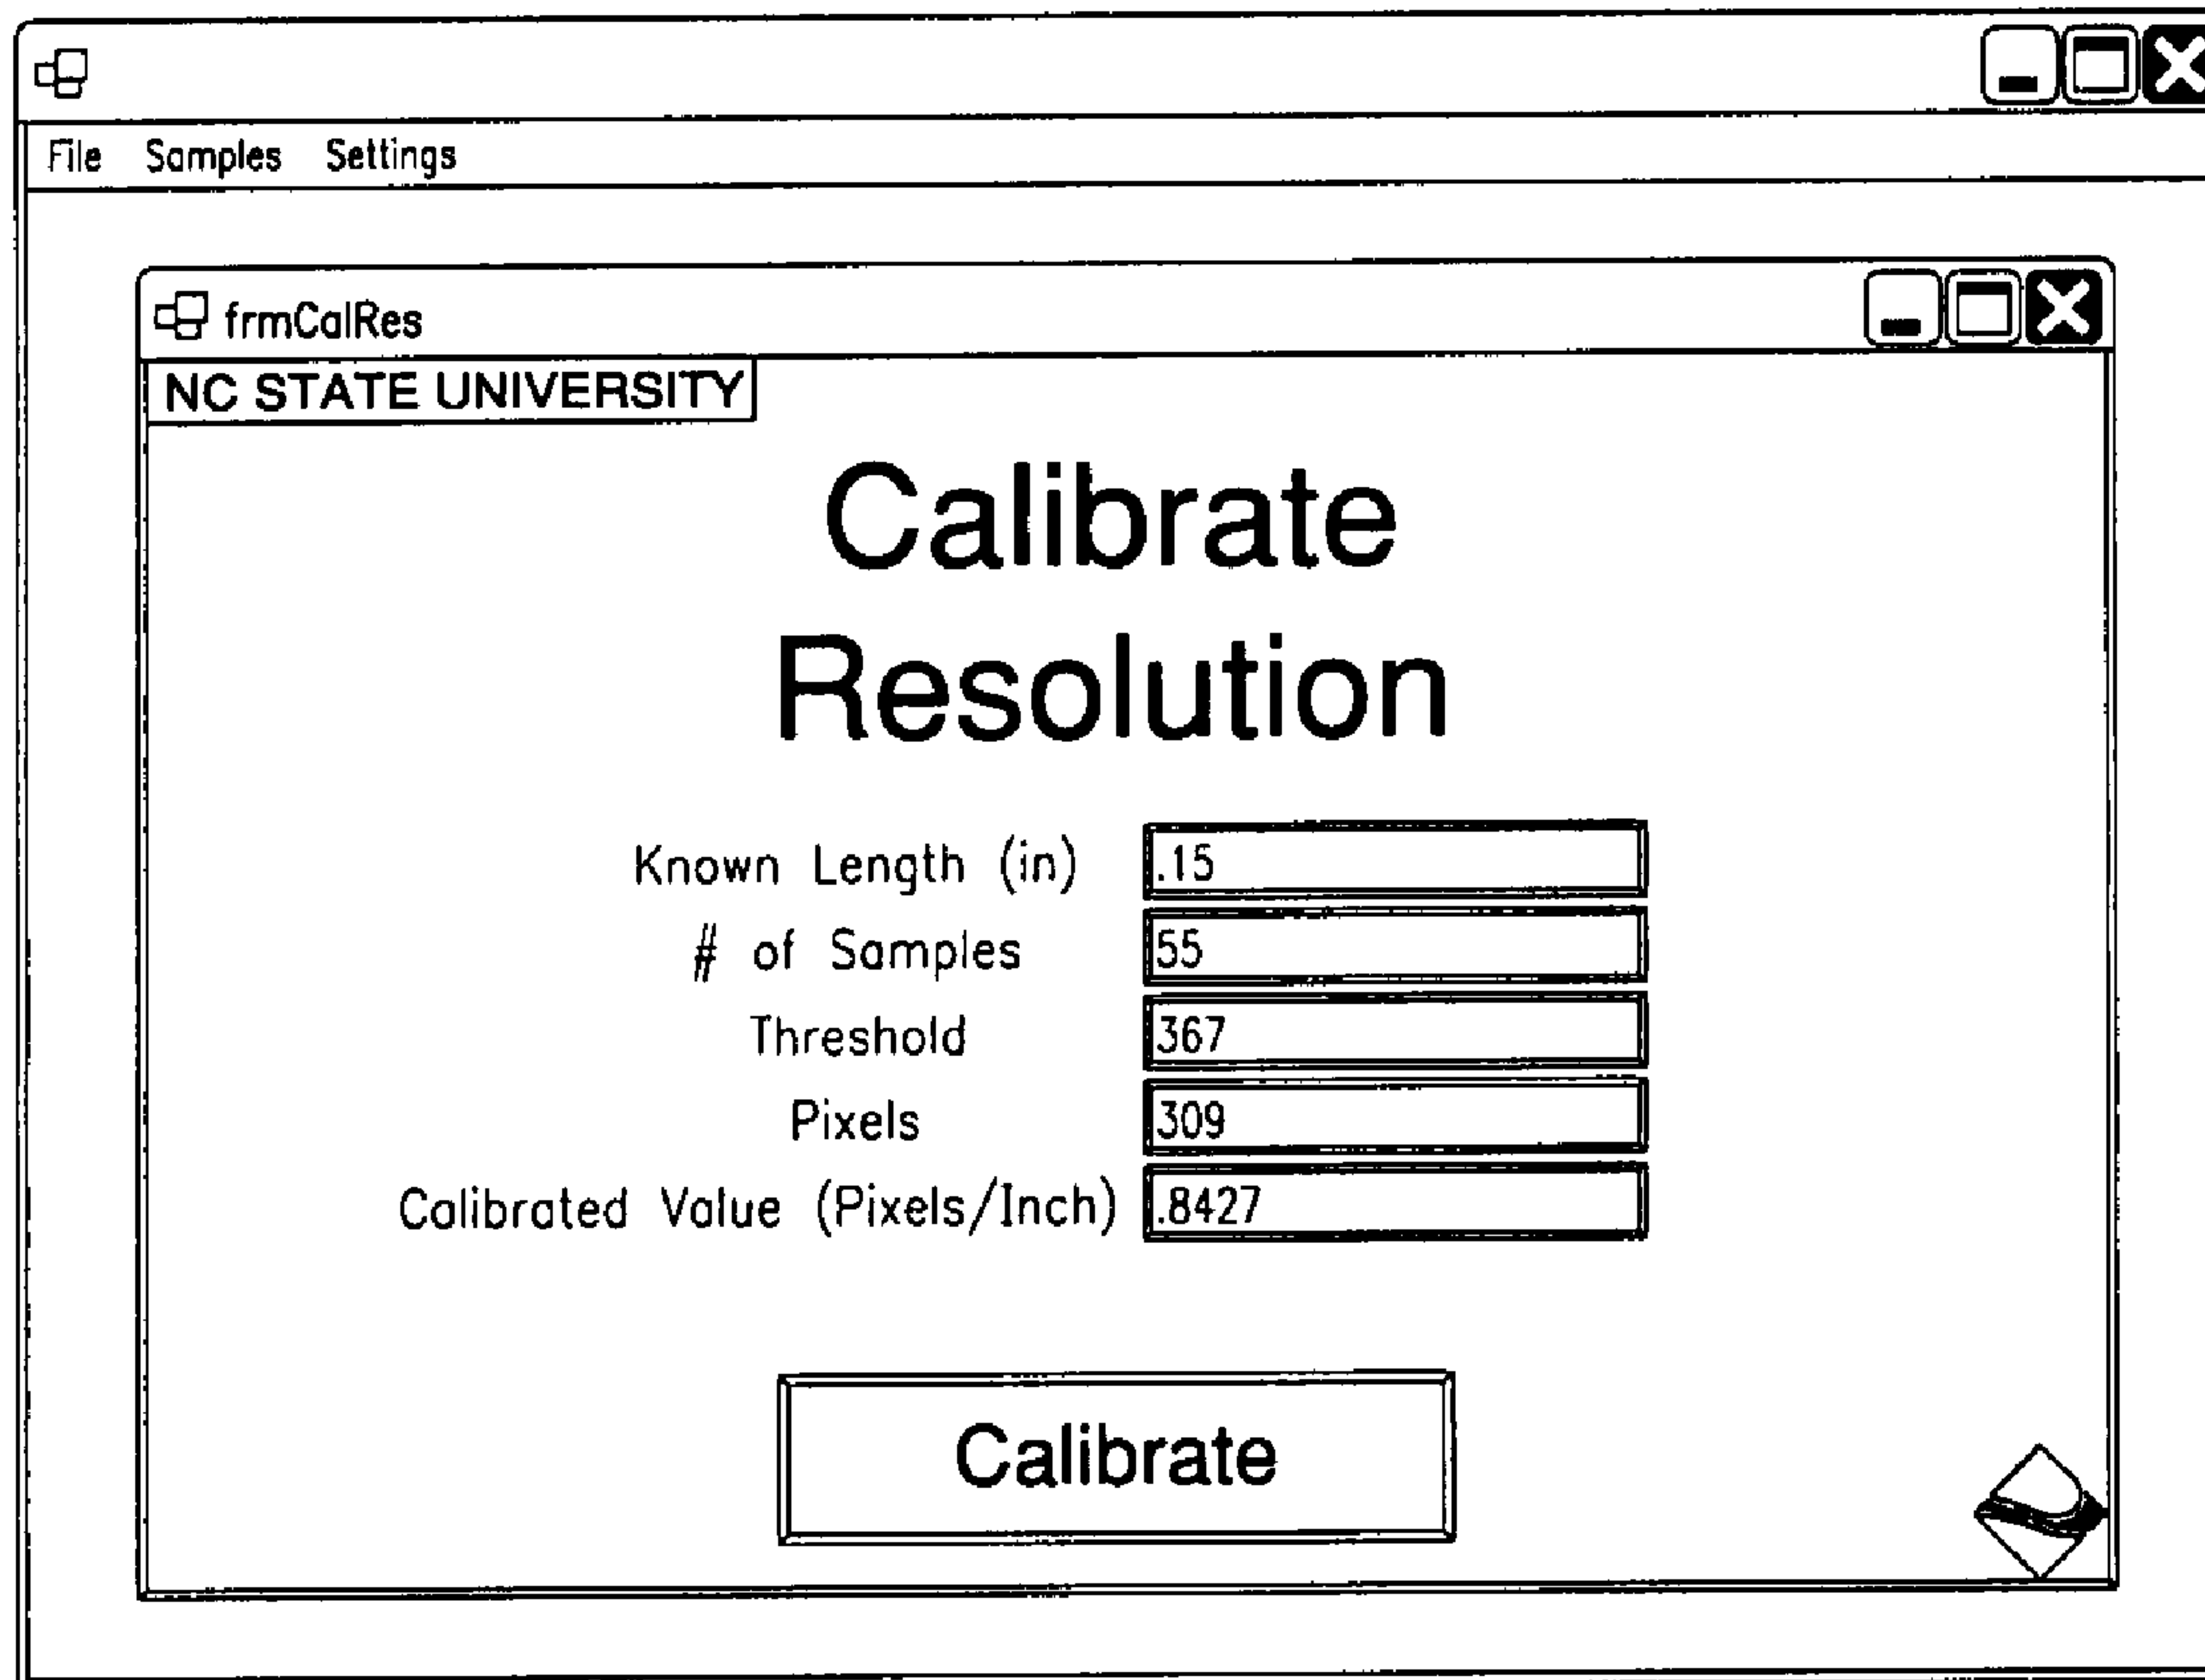 File Samples Settings
frmCalRes
NC STATE UNIVERSITY
Calibrate
Resolution
Known Length (in) .15
# of Samples 55
Threshold 367
Pixels 309
Calibrated Value (Pixels/Inch) .8427
Calibrate